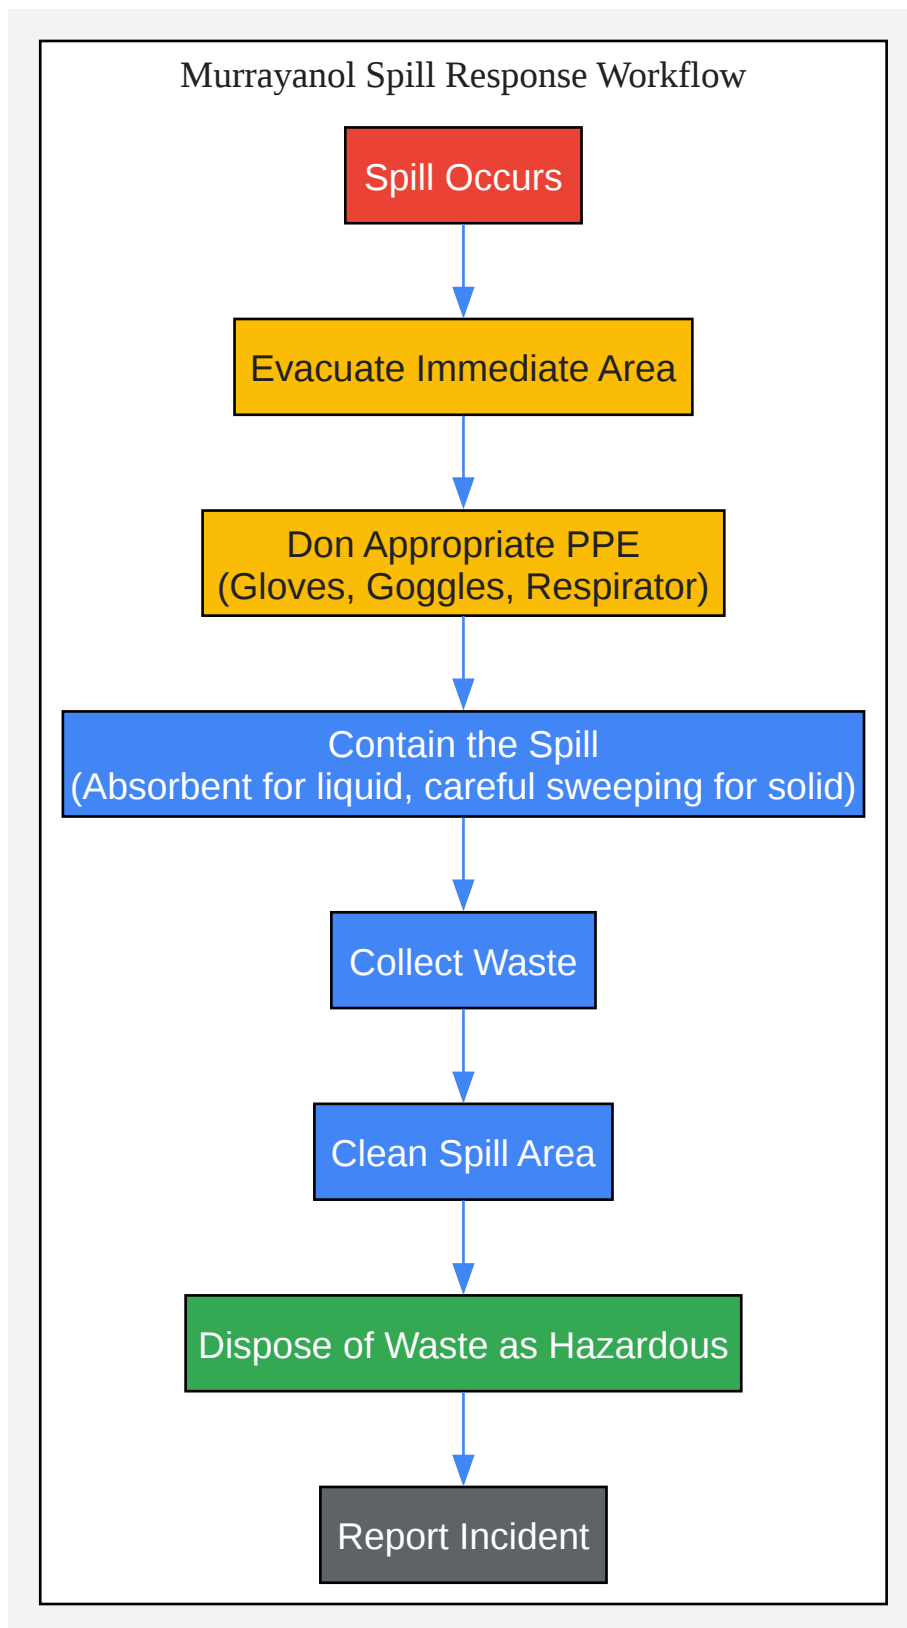 Murrayanol Spill Response Workflow
Spill Occurs
Evacuate Immediate Area
Don Appropriate PPE
(Gloves, Goggles, Respirator)
Contain the Spill
(Absorbent for liquid, careful sweeping for solid)
Collect Waste
Clean Spill Area
Dispose of Waste as Hazardous
Report Incident